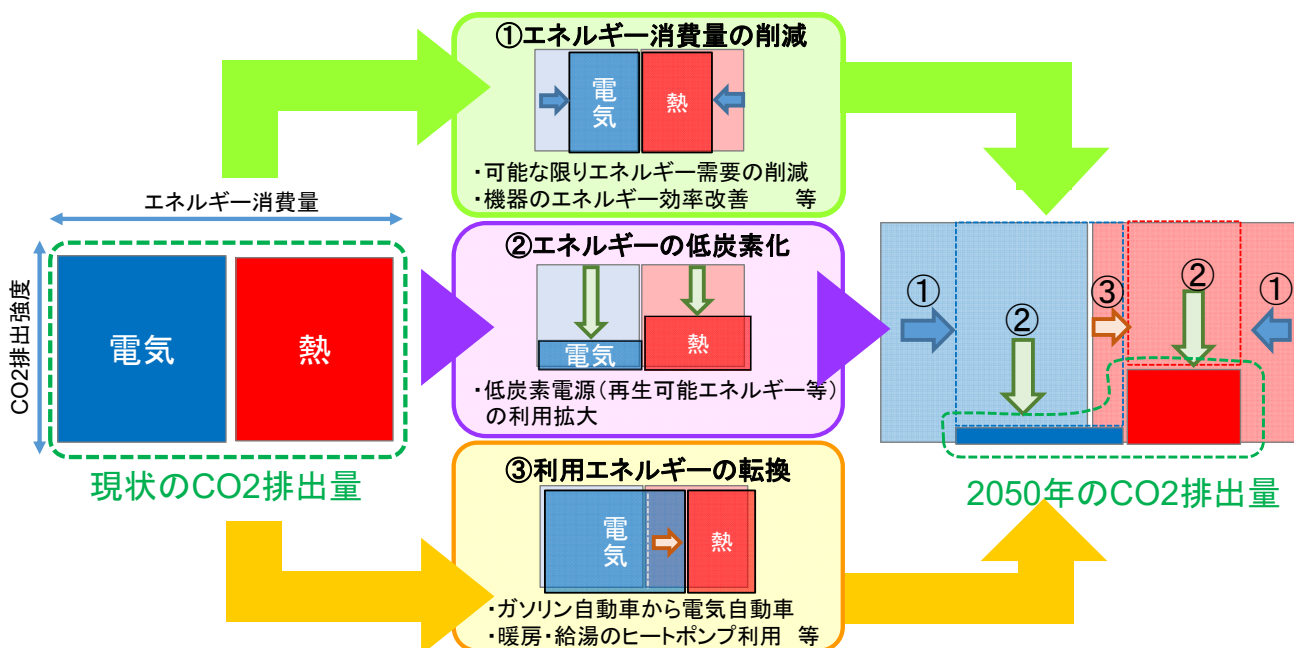 エネルギー消費量
CO2排出強度
電気
熱
現状のCO2排出量
①エネルギー消費量の削減
電気
熱
・可能な限りエネルギー需要の削減
・機器のエネルギー効率改善　等
②エネルギーの低炭素化
電気
熱
・低炭素電源（再生可能エネルギー等）
の利用拡大
③利用エネルギーの転換
電気
熱
・ガソリン自動車から電気自動車
・暖房・給湯のヒートポンプ利用　等
①
②
③
②
①
2050年のCO2排出量